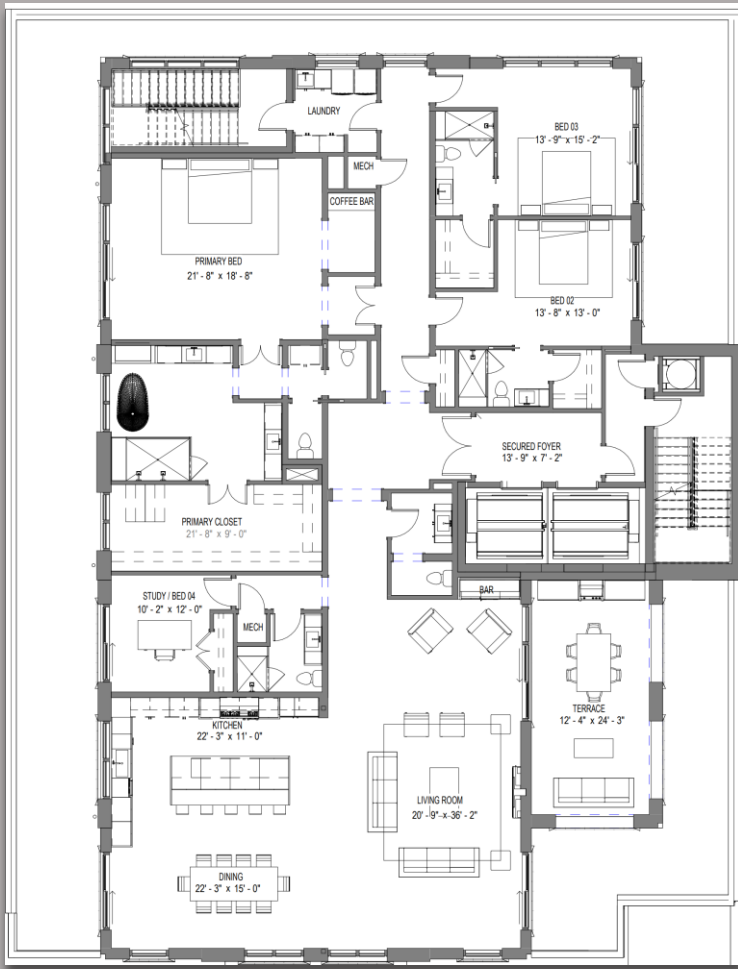 LAUNDRY
BED 03
13' - 9" x 15' - 2"
MECH
COFFEE BAR
PRIMARY BED
21' - 8" x 18' - 8"
BED 02
13' - 8" x 13' - 0"
SECURED FOYER
13' - 9" x 7' - 2"
PRIMARY CLOSET
21' - 8" x 9' - 0"
STUDY / BED 04
10' - 2" x 12' - 0"
MECH
BAR
TERRACE
12' - 4" x 24' - 3"
KITCHEN
22' - 3" x 11' - 0"
LIVING ROOM
20' - 9" x 36' - 2"
DINING
22' - 3" x 15' - 0"